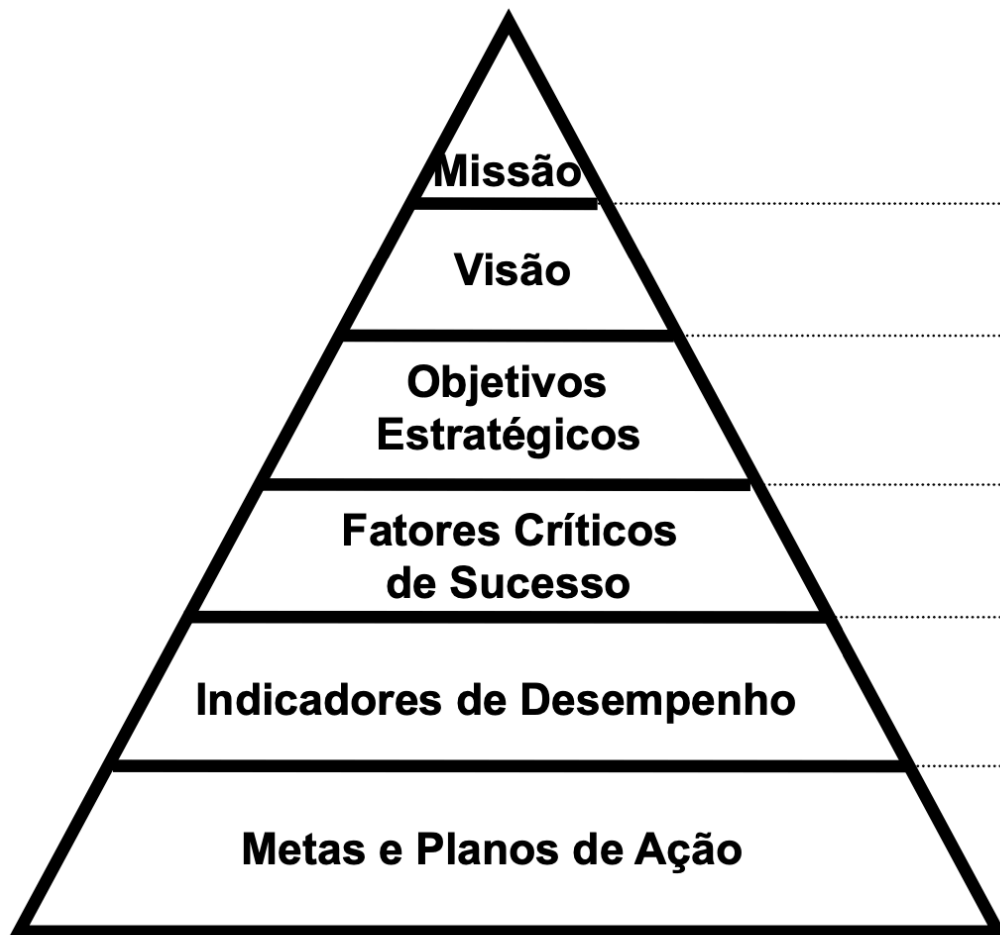 Missão
Visão
Objetivos
Estratégicos
Fatores Críticos
de Sucesso
Indicadores de Desempenho
Metas e Planos de Ação